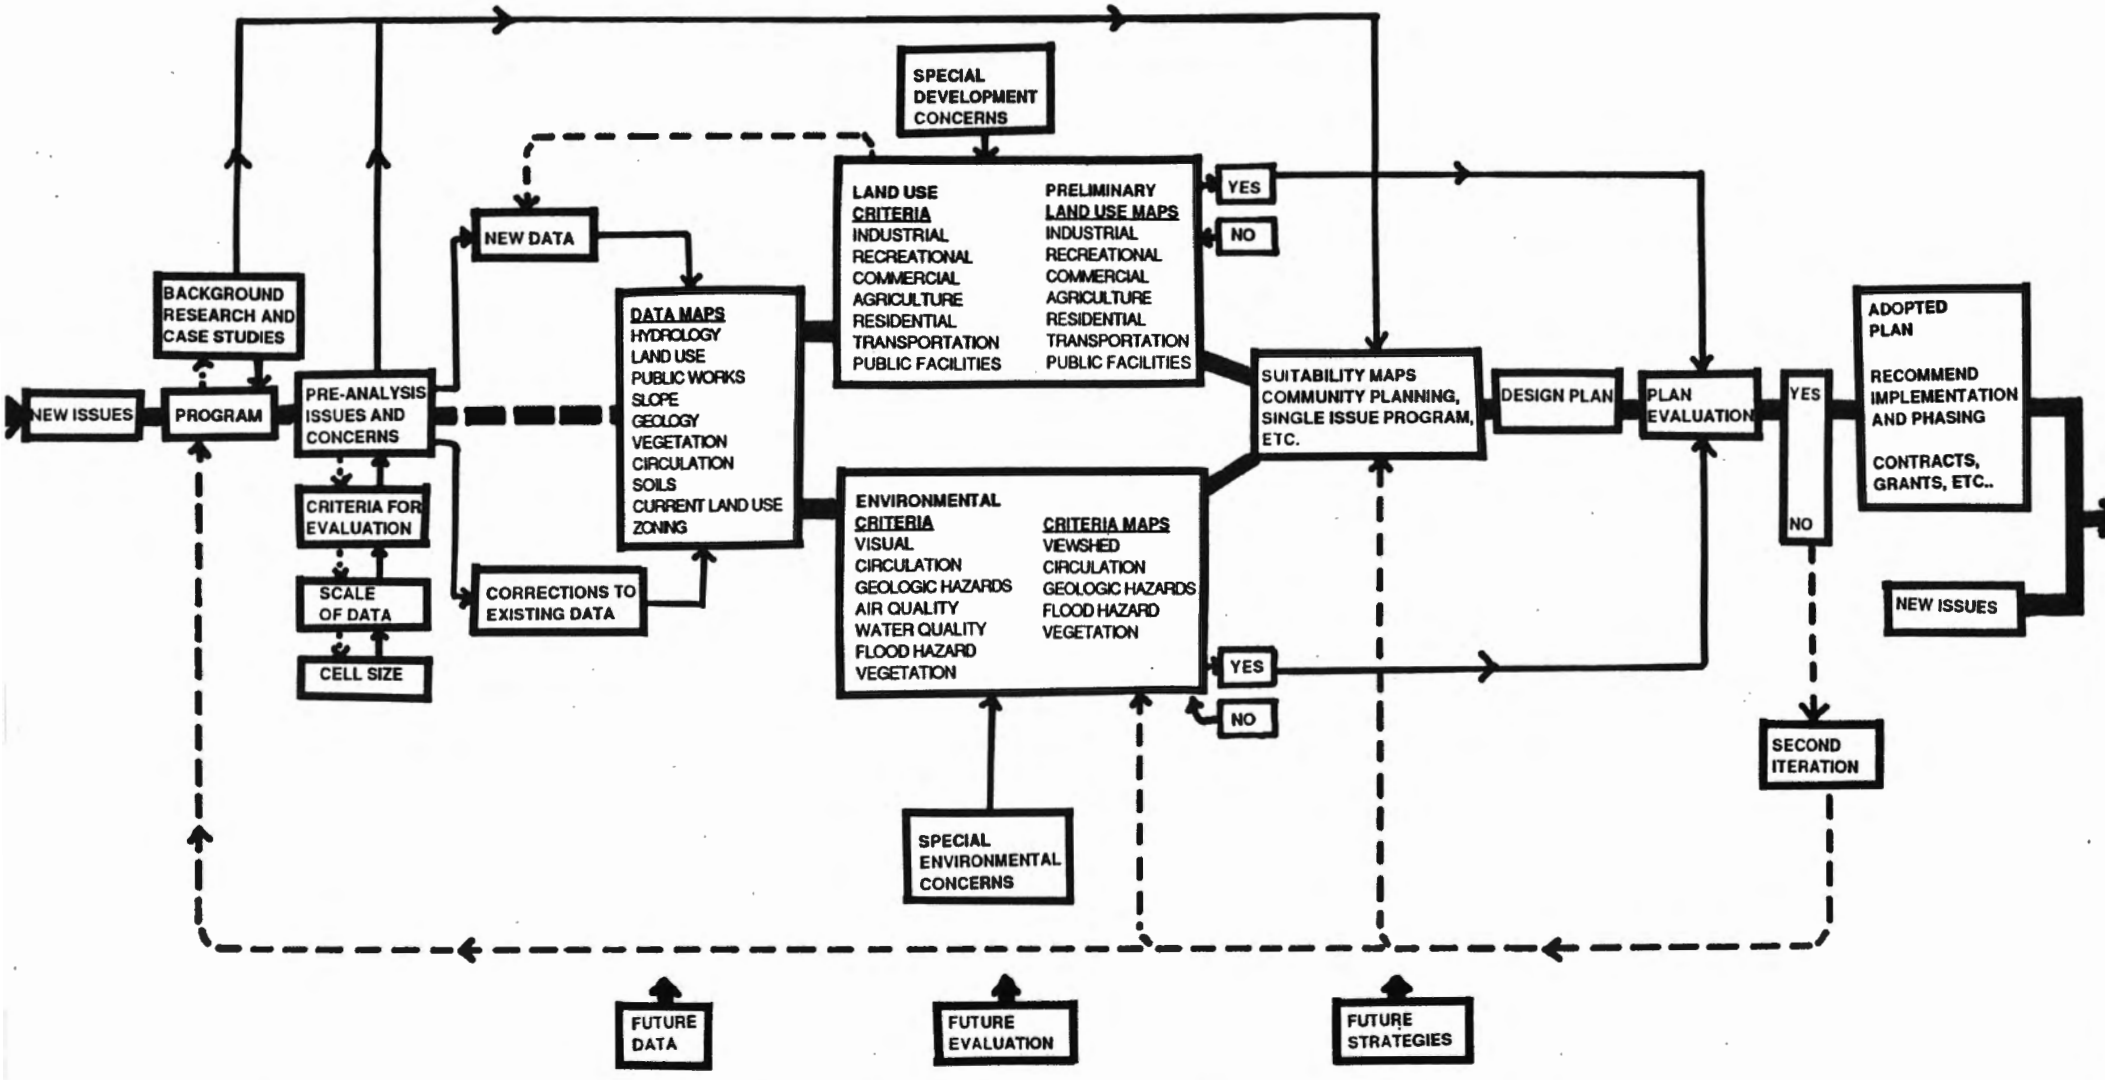 SPECIAL
DEVELOPMENT
CONCERNS
LAND USE
CRITERIA
INDUSTRIAL
RECREATIONAL
COMMERCIAL
AGRICULTURE
RESIDENTIAL
TRANSPORTATION
PUBLIC FACILITIES
PRELIMINARY
LAND USE MAPS
INDUSTRIAL
RECREATIONAL
COMMERCIAL
AGRICULTURE
RESIDENTIAL
TRANSPORTATION
PUBLIC FACILITIES
YES
NO
NEW DATA
BACKGROUND
RESEARCH AND
CASE STUDIES
NEW ISSUES
PROGRAM
PRE-ANALYSIS
ISSUES AND
CONCERNS
CRITERIA FOR
EVALUATION
SCALE
OF DATA
CELL SIZE
DATA MAPS
HYDROLOGY
LAND USE
PUBLIC WORKS
SLOPE
GEOLOGY
VEGETATION
CIRCULATION
SOILS
CURRENT LAND USE
ZONING
CORRECTIONS TO
EXISTING DATA
ENVIRONMENTAL
CRITERIA
VISUAL
CIRCULATION
GEOLOGIC HAZARDS
AIR QUALITY
WATER QUALITY
FLOOD HAZARD
VEGETATION
CRITERIA MAPS
VIEWSHED
CIRCULATION
GEOLOGIC HAZARDS
FLOOD HAZARD
VEGETATION
YES
NO
SPECIAL
ENVIRONMENTAL
CONCERNS
SUITABILITY MAPS
COMMUNITY PLANNING,
SINGLE ISSUE PROGRAM,
ETC.
DESIGN PLAN
PLAN
EVALUATION
YES
NO
ADOPTED
PLAN
RECOMMEND
IMPLEMENTATION
AND PHASING
CONTRACTS,
GRANTS, ETC..
NEW ISSUES
SECOND
ITERATION
FUTURE
DATA
FUTURE
EVALUATION
FUTURE
STRATEGIES